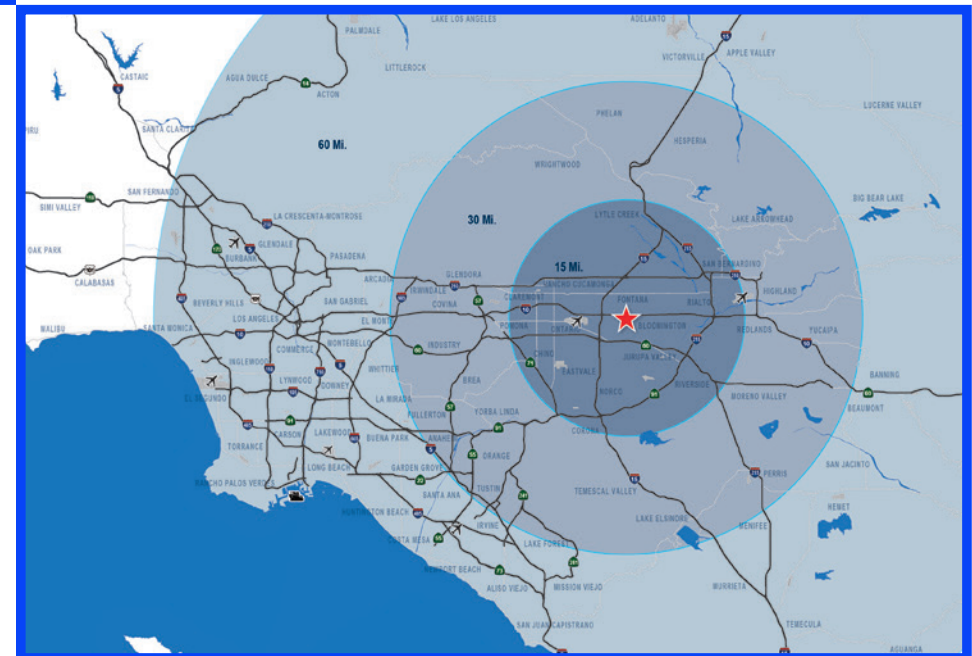 LAKE LOS ANGELES
ADELANTO
PALMDALE
VICTORVILLE
APPLE VALLEY
LITTLEROCK
CASTAIC
AGUA DULCE
ACTON
LUCERNE VALLEY
PHELAN
SANTA CLARITA
HESPERIA
60 Mi.
WRIGHTWOOD
SAN FERNANDO
SIMI VALLEY
BIG BEAR LAKE
LA CRESCENTA-MONTROSE
30 Mi.
LYTLE CREEK
LAKE ARROWHEAD
OAK PARK
GLENDALE
BURBANK
PASADENA
15 Mi.
SAN BERNARDINO
CALABASAS
ARCADIA
GLENDORA
IRWINDALE
RANCHO CUCAMONGA
HIGHLAND
BEVERLY HILLS
SAN GABRIEL
COVINA
CLAREMONT
FONTANA
RIALTO
MALIBU
SANTA MONICA
LOS ANGELES
EL MONTE
POMONA
ONTARIO
BLOOMINGTON
REDLANDS
YUCAIPA
COMMERCE
MONTEBELLO
INDUSTRY
CHINO
JURUPA VALLEY
INGLEWOOD
WHITTIER
EASTVALE
BANNING
LYNWOOD
DOWNEY
BREA
RIVERSIDE
EL SEGUNDO
LA MIRADA
NORCO
MORENO VALLEY
BEAUMONT
FULLERTON
YORBA LINDA
CARSON
LAKEWOOD
BUENA PARK
ANAHEIM
CORONA
TORRANCE
ORANGE
LONG BEACH
GARDEN GROVE
SAN JACINTO
RANCHO PALOS VERDES
SANTA ANA
TUSTIN
TEMESCAL VALLEY
PERRIS
HUNTINGTON BEACH
IRVINE
LAKE ELSINORE
MENIFEE
HEMET
COSTA MESA
LAKE FOREST
NEWPORT BEACH
ALISO VIEJO
MISSION VIEJO
MURRIETA
SAN JUAN CAPISTRANO
TEMECULA
AGUANGA